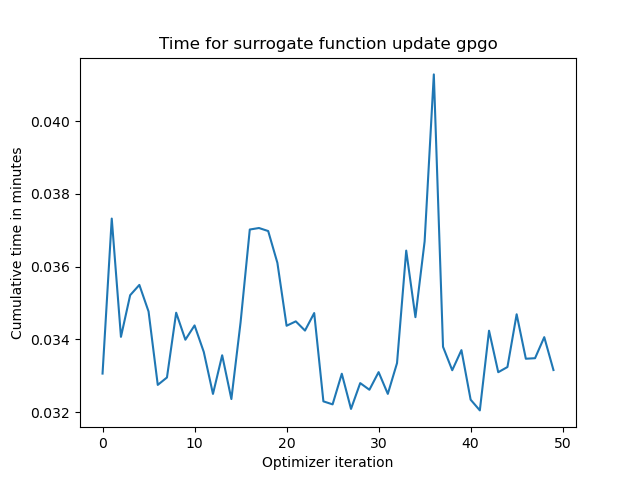 Time for surrogate function update gpgo
Cumulative time in minutes
0.040
0.038
0.036
0.034
0.032
0 10 20 30 40 50
Optimizer iteration